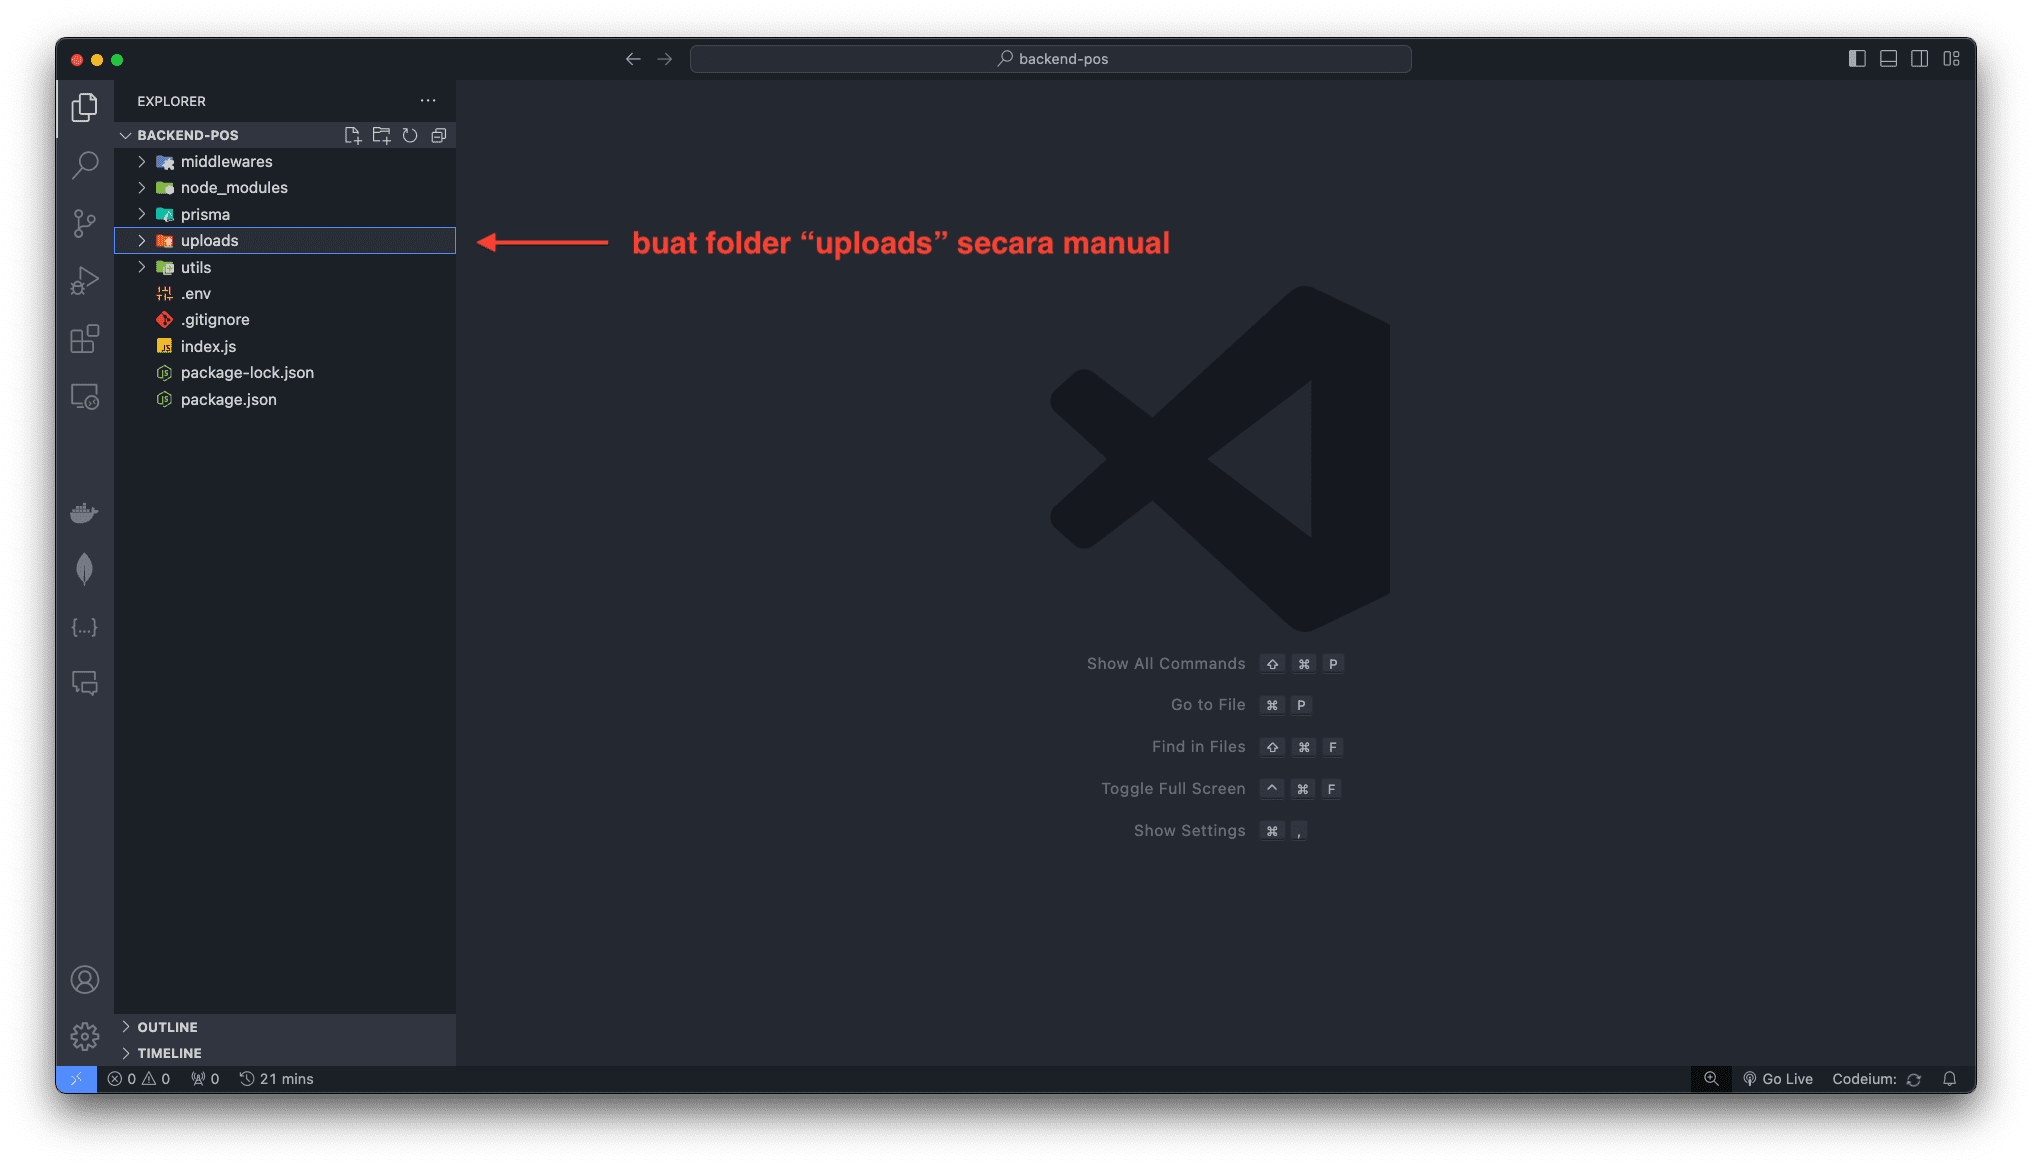 backend-pos
EXPLORER
BACKEND-POS
middlewares
node_modules
prisma
uploads
buat folder “uploads” secara manual
utils
.env
.gitignore
index.js
package-lock.json
package.json
Show All Commands ⇧ ⌘ P
Go to File ⌘ P
Find in Files ⇧ ⌘ F
Toggle Full Screen ^ ⌘ F
Show Settings ⌘ ,
OUTLINE
TIMELINE
0 0 0 21 mins
Go Live Codeium: